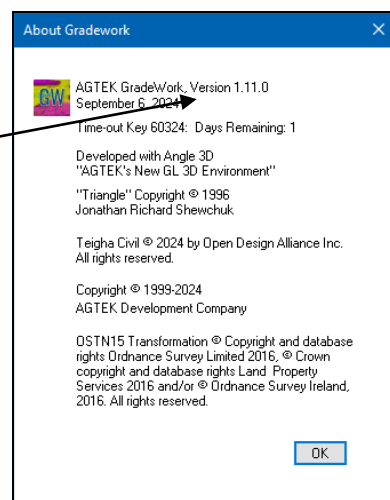 About Gradework
GW
AGTEK GradeWork, Version 1.11.0
September 6, 2024
Time-out Key 60324: Days Remaining: 1
Developed with Angle 3D
"AGTEK's New GL 3D Environment"
"Triangle" Copyright © 1996
Jonathan Richard Shewchuk
Teigha Civil © 2024 by Open Design Alliance Inc.
All rights reserved.
Copyright © 1999-2024
AGTEK Development Company
OSTN15 Transformation © Copyright and database
rights Ordnance Survey Limited 2016, © Crown
copyright and database rights Land Property
Services 2016 and/or © Ordnance Survey Ireland,
2016. All rights reserved.
OK